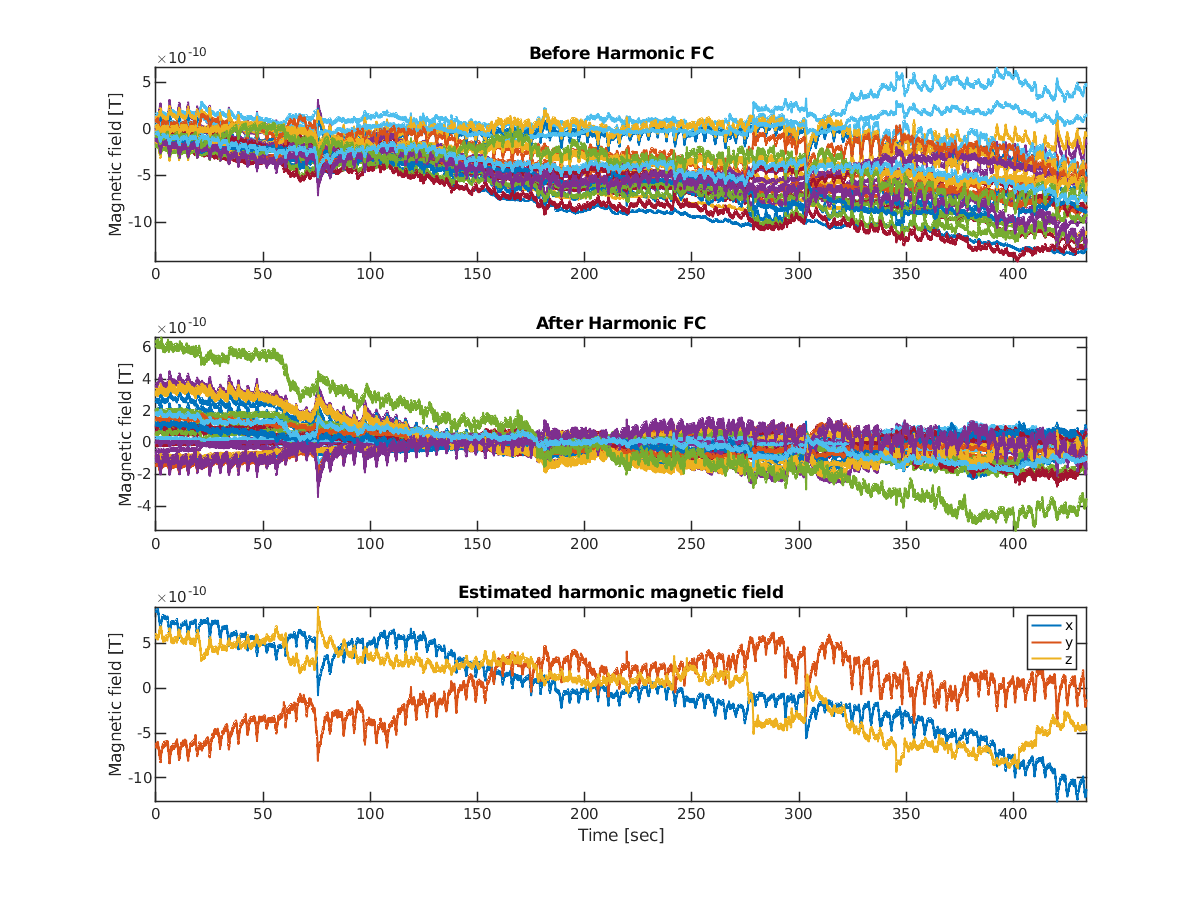 Before Harmonic FC
×10^-10
Magnetic field [T]
5
0
-5
-10
0 50 100 150 200 250 300 350 400
After Harmonic FC
×10^-10
Magnetic field [T]
6
4
2
0
-2
-4
0 50 100 150 200 250 300 350 400
Estimated harmonic magnetic field
×10^-10
Magnetic field [T]
5
0
-5
-10
x
y
z
0 50 100 150 200 250 300 350 400
Time [sec]